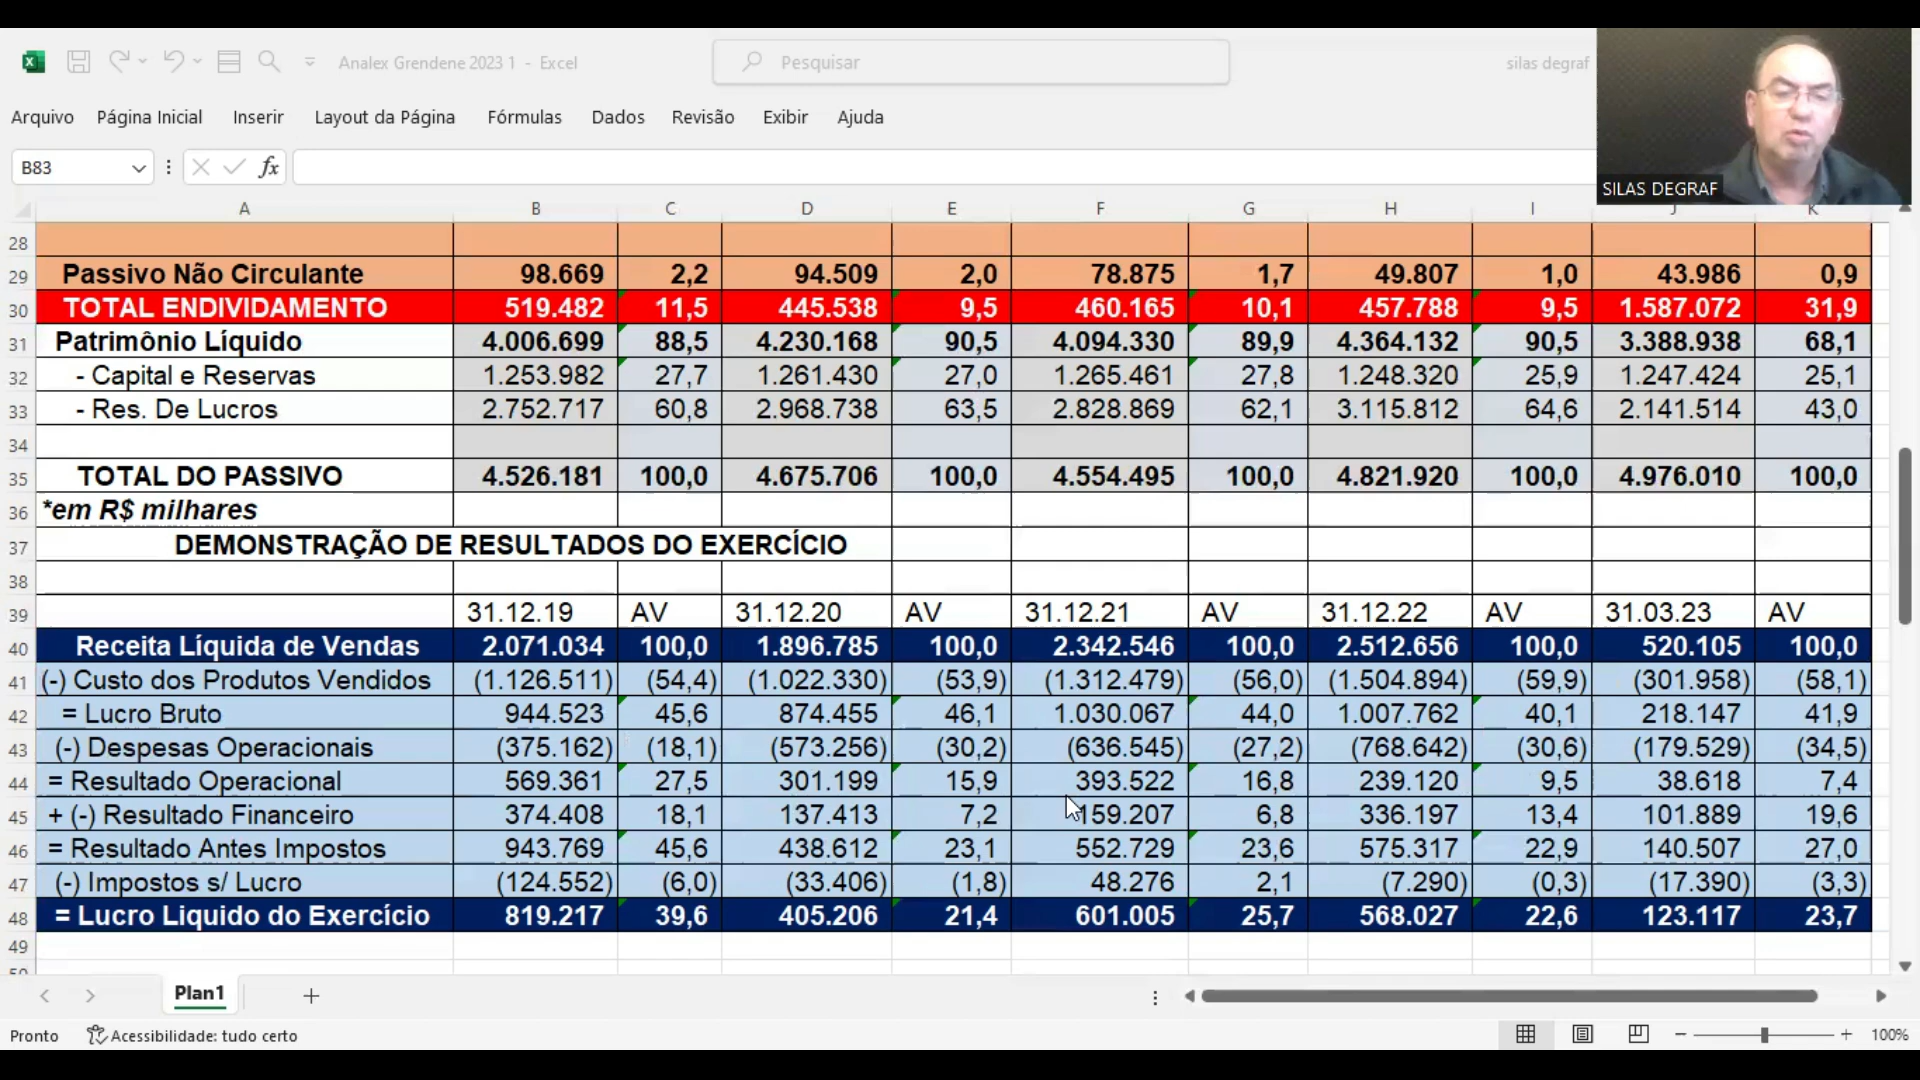 Analex Grendene 2023 1 - Excel
Pesquisar
silas degraf
Arquivo Página Inicial Inserir Layout da Página Fórmulas Dados Revisão Exibir Ajuda
B83 fx
SILAS DEGRAF
A B C D E F G H I J K
28
29 Passivo Não Circulante 98.669 2,2 94.509 2,0 78.875 1,7 49.807 1,0 43.986 0,9
30 TOTAL ENDIVIDAMENTO 519.482 11,5 445.538 9,5 460.165 10,1 457.788 9,5 1.587.072 31,9
31 Patrimônio Líquido 4.006.699 88,5 4.230.168 90,5 4.094.330 89,9 4.364.132 90,5 3.388.938 68,1
32 - Capital e Reservas 1.253.982 27,7 1.261.430 27,0 1.265.461 27,8 1.248.320 25,9 1.247.424 25,1
33 - Res. De Lucros 2.752.717 60,8 2.968.738 63,5 2.828.869 62,1 3.115.812 64,6 2.141.514 43,0
34
35 TOTAL DO PASSIVO 4.526.181 100,0 4.675.706 100,0 4.554.495 100,0 4.821.920 100,0 4.976.010 100,0
36 *em R$ milhares
37 DEMONSTRAÇÃO DE RESULTADOS DO EXERCÍCIO
38
39 31.12.19 AV 31.12.20 AV 31.12.21 AV 31.12.22 AV 31.03.23 AV
40 Receita Líquida de Vendas 2.071.034 100,0 1.896.785 100,0 2.342.546 100,0 2.512.656 100,0 520.105 100,0
41 (-) Custo dos Produtos Vendidos (1.126.511) (54,4) (1.022.330) (53,9) (1.312.479) (56,0) (1.504.894) (59,9) (301.958) (58,1)
42 = Lucro Bruto 944.523 45,6 874.455 46,1 1.030.067 44,0 1.007.762 40,1 218.147 41,9
43 (-) Despesas Operacionais (375.162) (18,1) (573.256) (30,2) (636.545) (27,2) (768.642) (30,6) (179.529) (34,5)
44 = Resultado Operacional 569.361 27,5 301.199 15,9 393.522 16,8 239.120 9,5 38.618 7,4
45 + (-) Resultado Financeiro 374.408 18,1 137.413 7,2 159.207 6,8 336.197 13,4 101.889 19,6
46 = Resultado Antes Impostos 943.769 45,6 438.612 23,1 552.729 23,6 575.317 22,9 140.507 27,0
47 (-) Impostos s/ Lucro (124.552) (6,0) (33.406) (1,8) 48.276 2,1 (7.290) (0,3) (17.390) (3,3)
48 = Lucro Liquido do Exercício 819.217 39,6 405.206 21,4 601.005 25,7 568.027 22,6 123.117 23,7
49
50
Plan1
Pronto Acessibilidade: tudo certo 100%